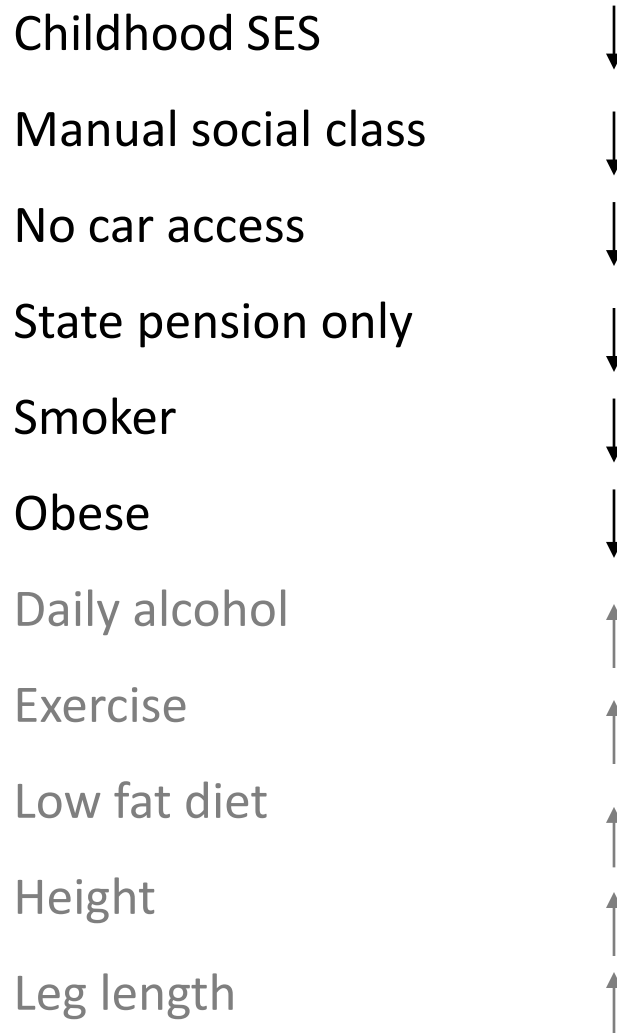 Childhood SES ↓
Manual social class ↓
No car access ↓
State pension only ↓
Smoker ↓
Obese ↓
Daily alcohol ↑
Exercise ↑
Low fat diet ↑
Height ↑
Leg length ↑